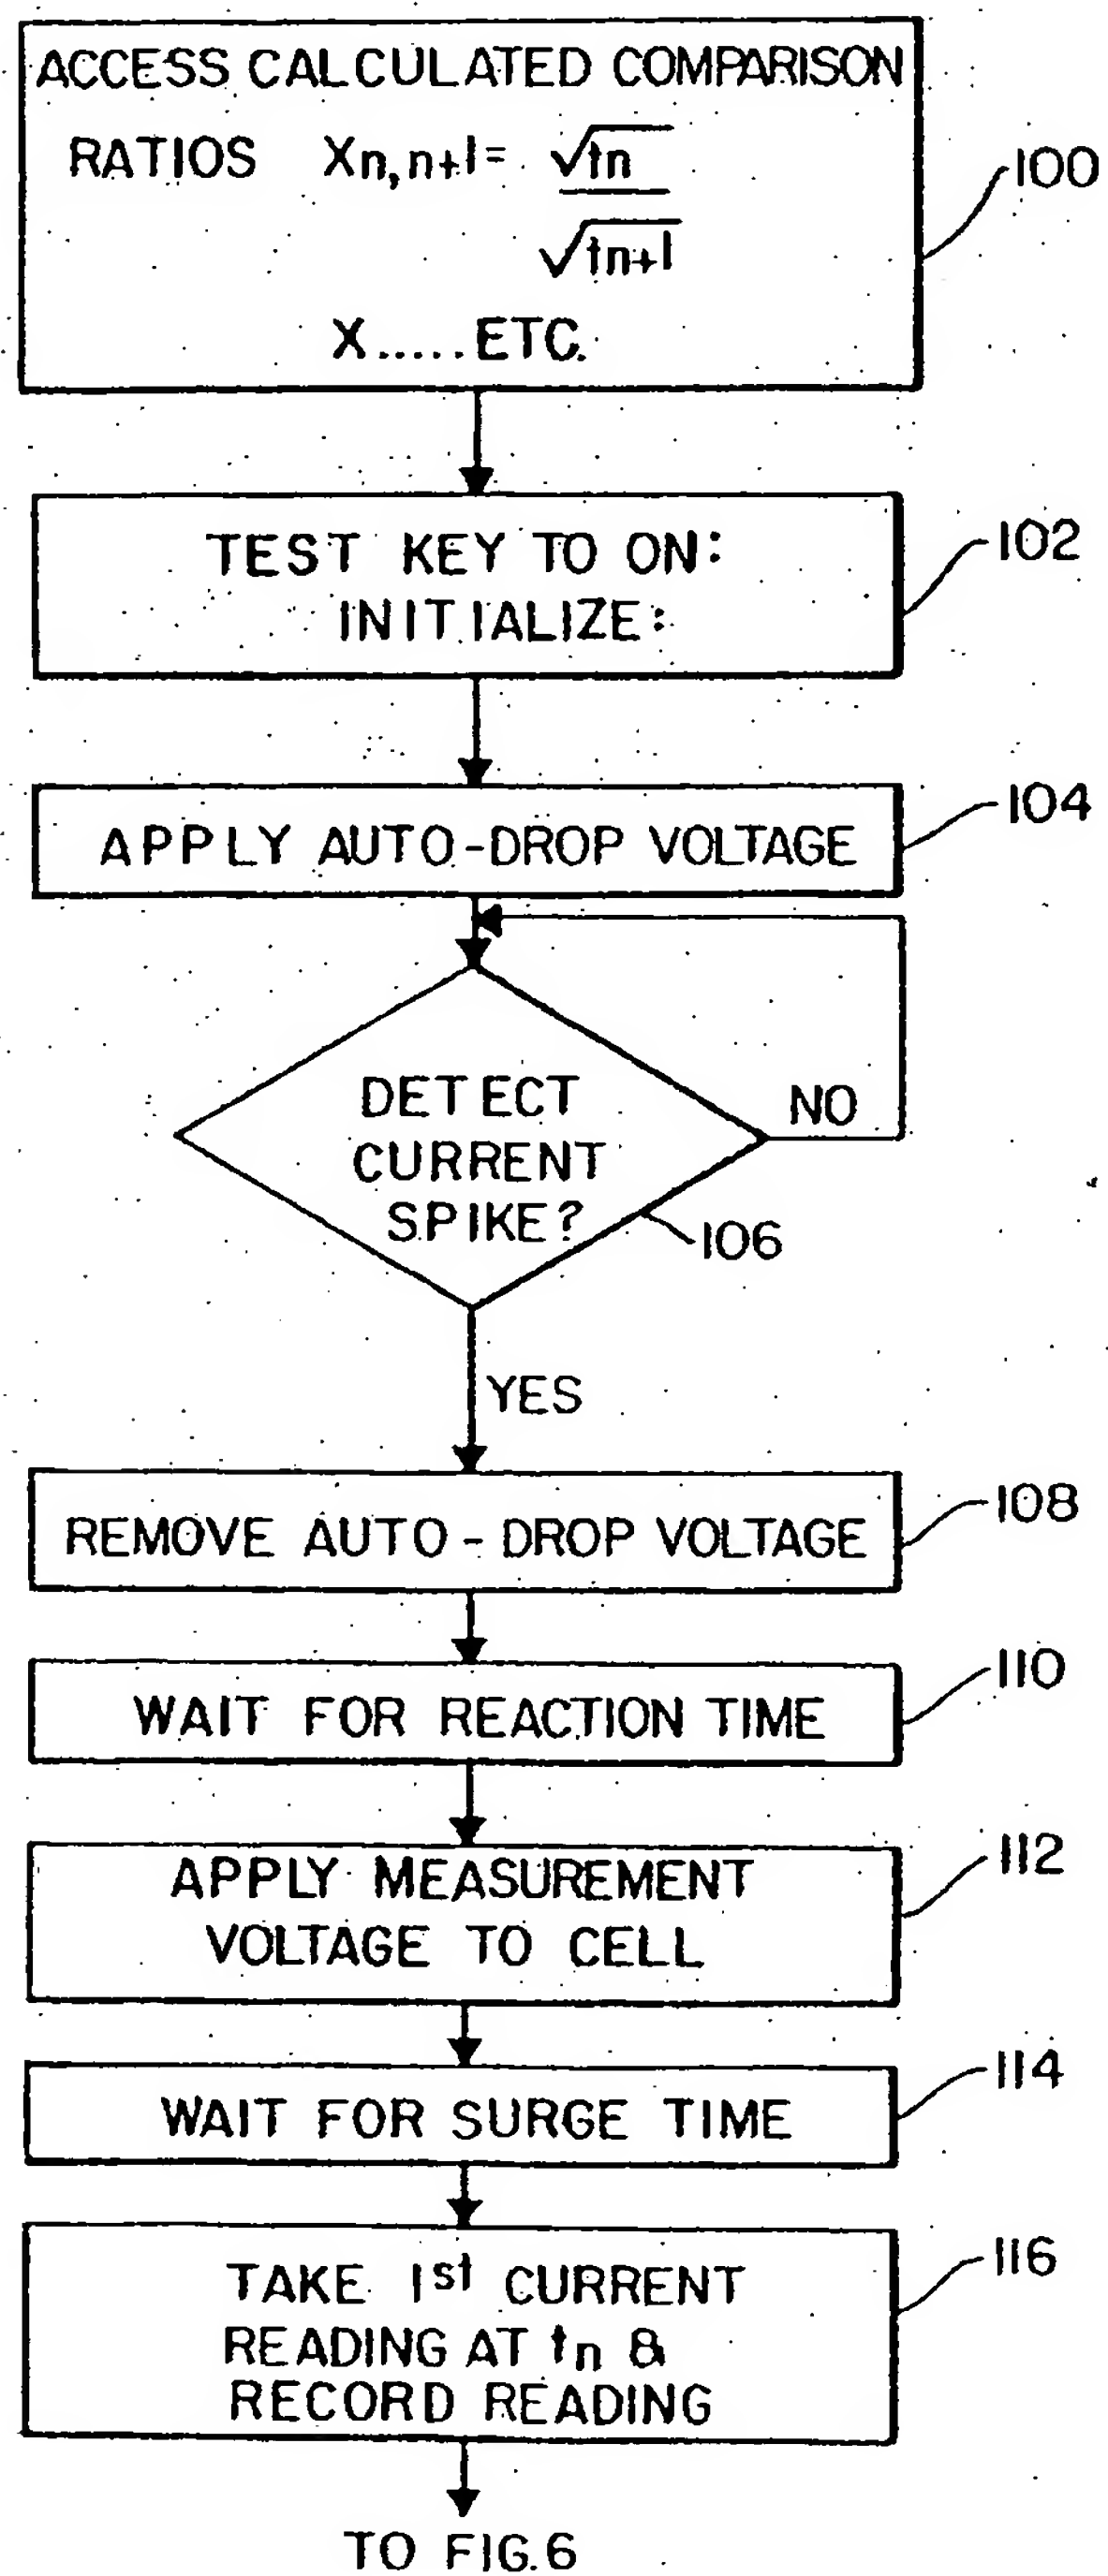 ACCESS CALCULATED COMPARISON
RATIOS Xn,n+1= √tn
√tn+1
X.....ETC.
100
TEST KEY TO ON:
INITIALIZE:
102
APPLY AUTO-DROP VOLTAGE
104
DETECT
CURRENT
SPIKE?
NO
106
YES
REMOVE AUTO-DROP VOLTAGE
108
WAIT FOR REACTION TIME
110
APPLY MEASUREMENT
VOLTAGE TO CELL
112
WAIT FOR SURGE TIME
114
TAKE 1st CURRENT
READING AT tn &
RECORD READING
116
TO FIG.6